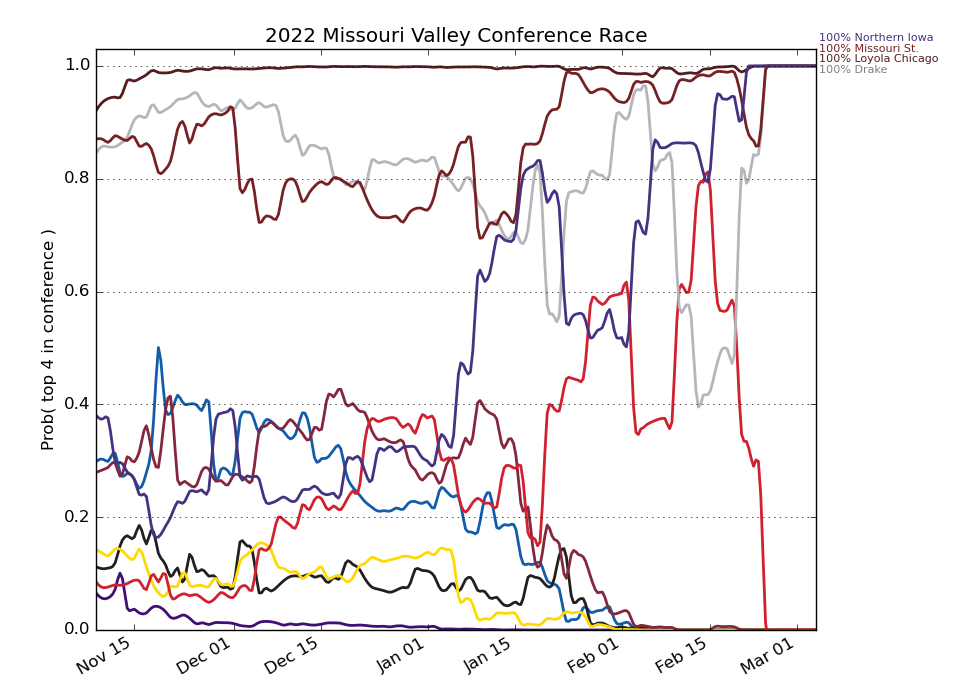 2022 Missouri Valley Conference Race
100% Northern Iowa
100% Missouri St.
100% Loyola Chicago
100% Drake
Prob( top 4 in conference )
1.0
0.8
0.6
0.4
0.2
0.0
Nov 15
Dec 01
Dec 15
Jan 01
Jan 15
Feb 01
Feb 15
Mar 01